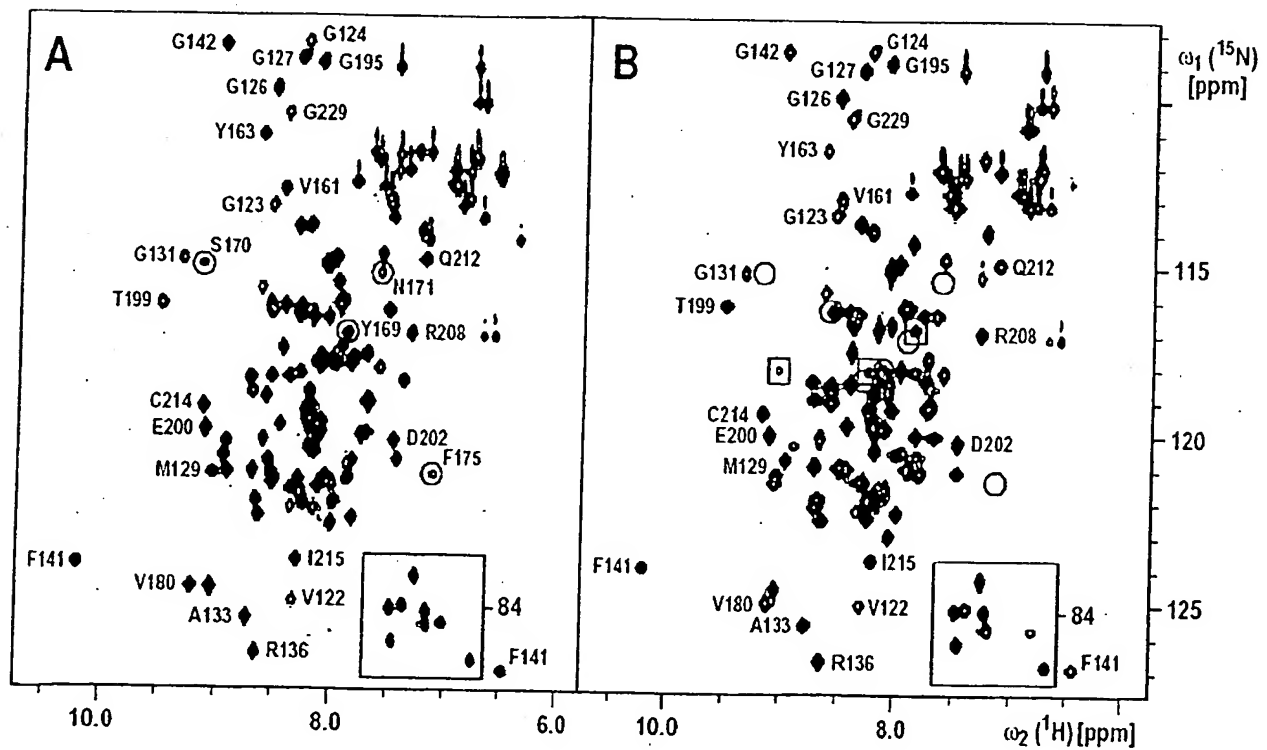 A
G142
G124
G127
G195
G126
G229
Y163
V161
G123
G131
S170
Q212
N171
T199
Y169
R208
C214
E200
D202
M129
F175
F141
I215
V180
V122
84
A133
R136
F141
10.0
8.0
6.0
B
G142
G124
G127
G195
G126
G229
Y163
V161
G123
G131
Q212
T199
R208
C214
E200
D202
M129
F141
I215
V180
V122
84
A133
R136
F141
10.0
8.0
ω₂ (¹H) [ppm]
ω₁ (¹⁵N)
[ppm]
115
120
125